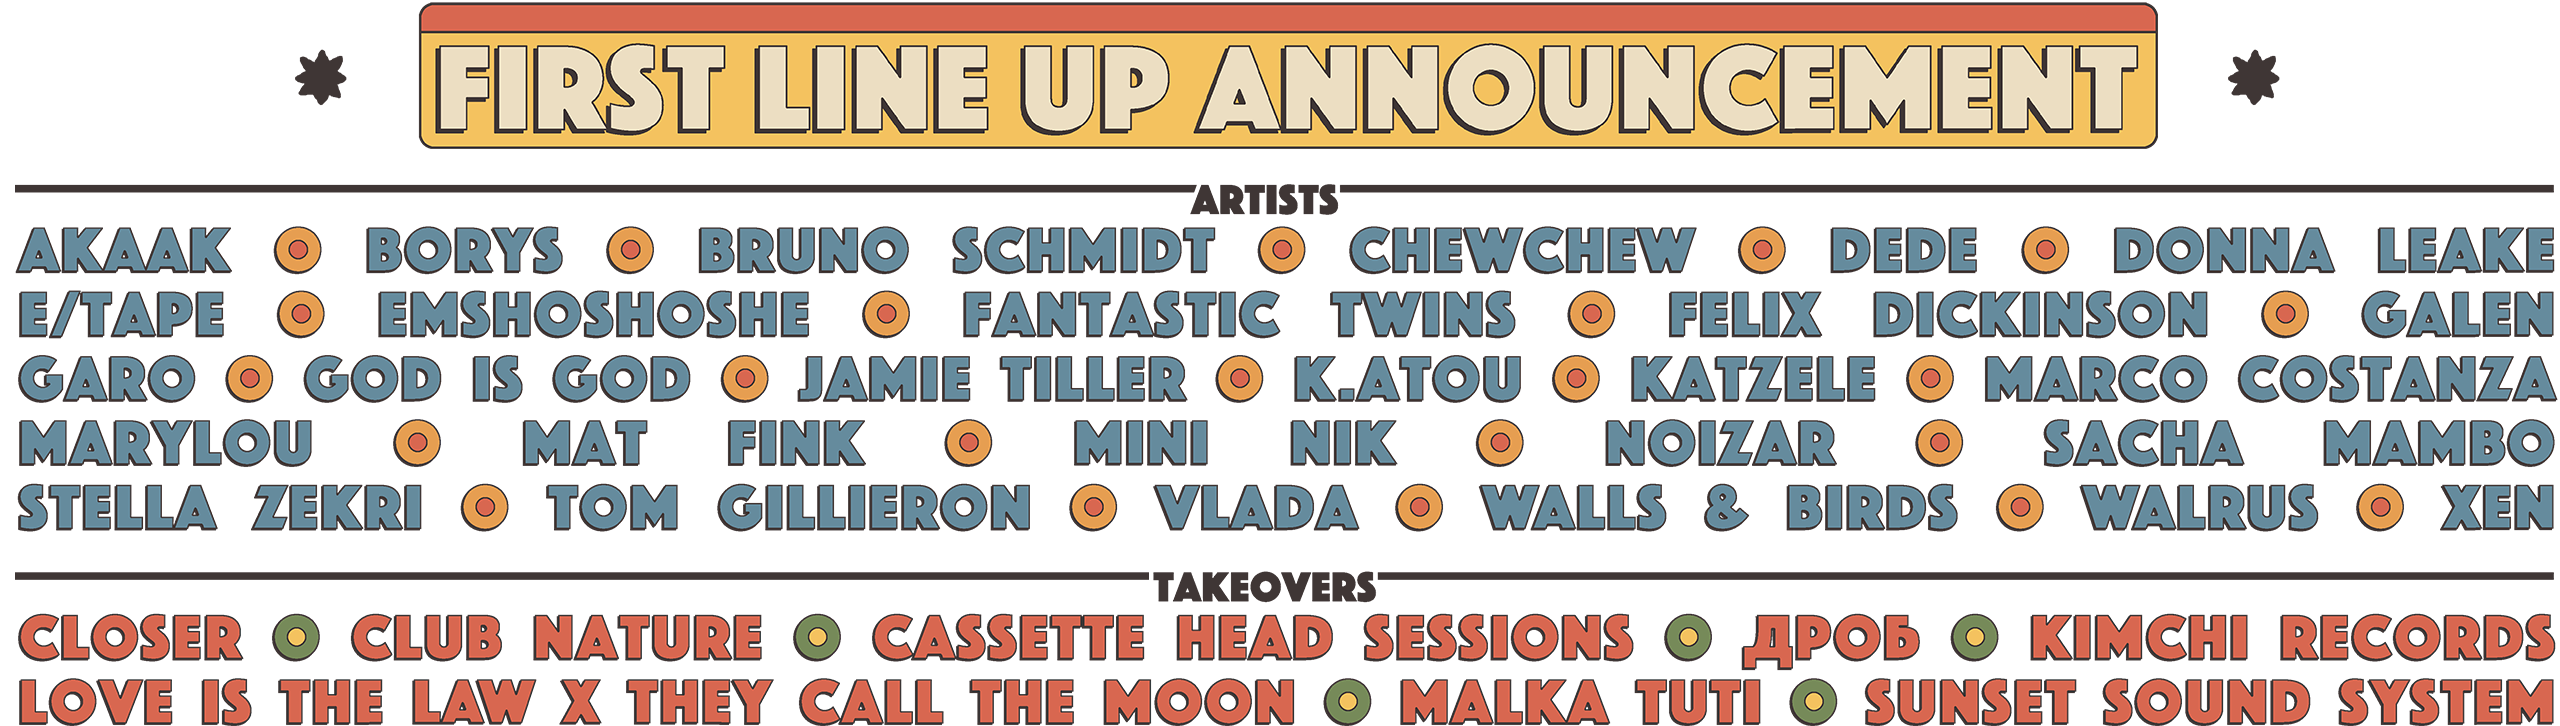 FIRST LINE UP ANNOUNCEMENT
ARTISTS
AKAAK BORYS BRUNO SCHMIDT CHEWCHEW DEDE DONNA LEAKE
E/TAPE EMSHOSHOSHE FANTASTIC TWINS FELIX DICKINSON GALEN
GARO GOD IS GOD JAMIE TILLER K.ATOU KATZELE MARCO COSTANZA
MARYLOU MAT FINK MINI NIK NOIZAR SACHA MAMBO
STELLA ZEKRI TOM GILLIERON VLADA WALLS & BIRDS WALRUS XEN
TAKEOVERS
CLOSER CLUB NATURE CASSETTE HEAD SESSIONS ДРОБ KIMCHI RECORDS
LOVE IS THE LAW X THEY CALL THE MOON MALKA TUTI SUNSET SOUND SYSTEM